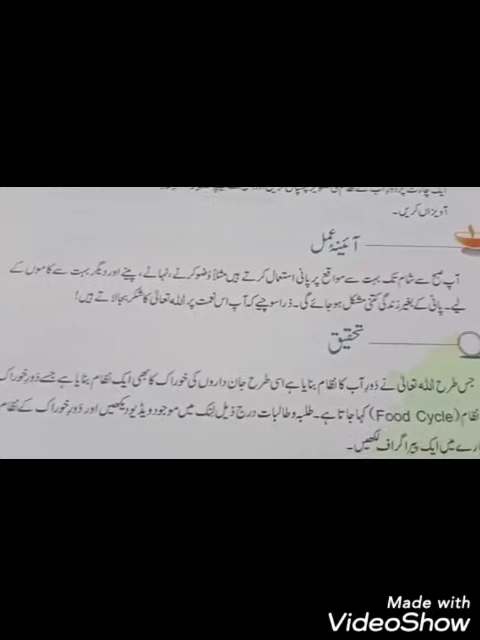 آویزاں کریں۔
آئینۂ عمل
آپ صبح سے شام تک بہت سے مواقع پر پانی استعمال کرتے ہیں مثلاً وُضو کرنے، نہانے، پینے اور دیگر بہت سے کاموں کے
لیے۔ پانی کے بغیر زندگی کتنی مشکل ہو جائے گی۔ ذرا سوچیے کہ آپ اس نعمت پر اللہ تعالیٰ کا شکر بجا لاتے ہیں!
تحقیق
جس طرح اللہ تعالیٰ نے دَورِ آب کا نظام بنایا ہے اسی طرح جان داروں کی خوراک کا بھی ایک نظام بنایا ہے جسے دَورِ خوراک
نظام (Food Cycle) کہا جاتا ہے۔ طلبہ و طالبات درج ذیل لنک میں موجود ویڈیو دیکھیں اور دَورِ خوراک کے نظام
ارے میں ایک پیراگراف لکھیں۔
Made with
VideoShow